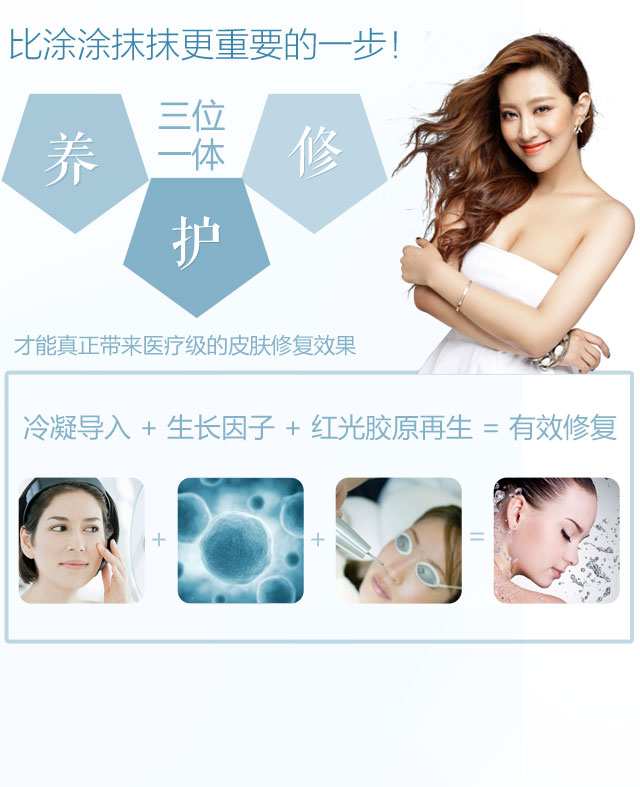 比涂涂抹抹更重要的一步!
三位
一体
养
修
护
才能真正带来医疗级的皮肤修复效果
冷凝导入 + 生长因子 + 红光胶原再生 = 有效修复
+ + =